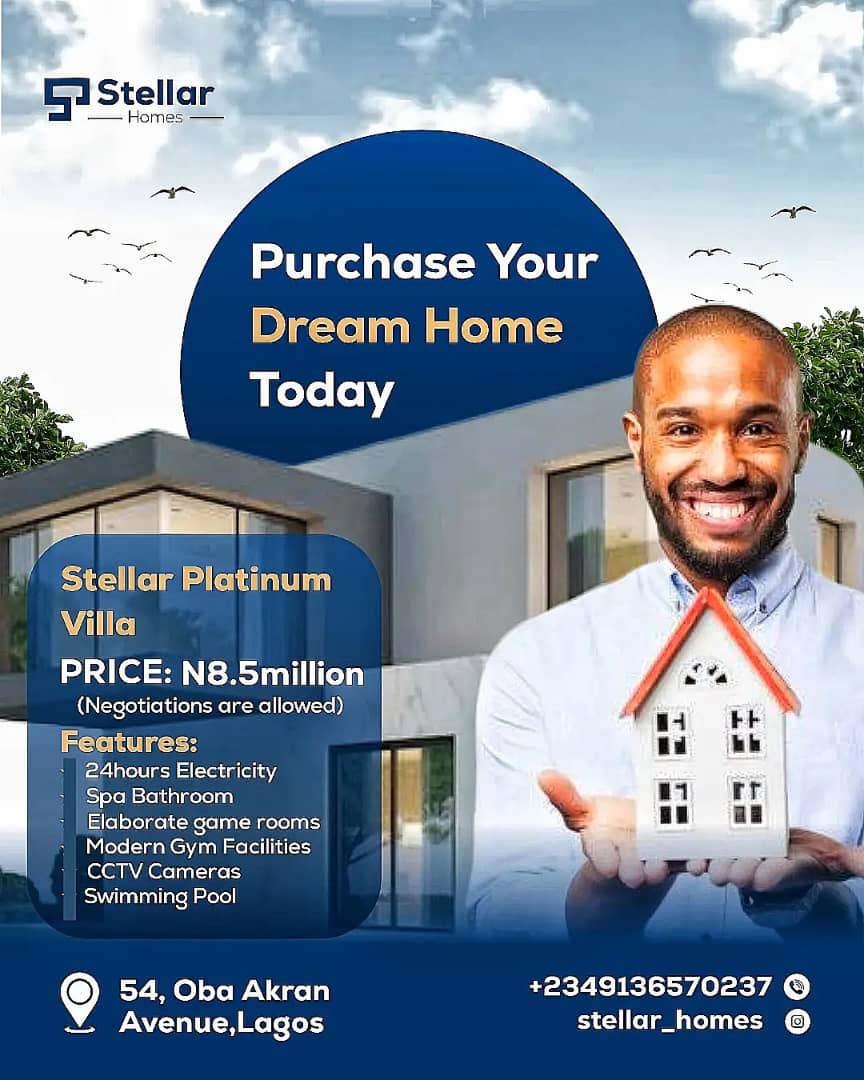 Stellar
Homes
Purchase Your
Dream Home
Today
Stellar Platinum
Villa
PRICE: N8.5million
(Negotiations are allowed)
Features:
24hours Electricity
Spa Bathroom
Elaborate game rooms
Modern Gym Facilities
CCTV Cameras
Swimming Pool
54, Oba Akran
Avenue,Lagos
+2349136570237
stellar_homes